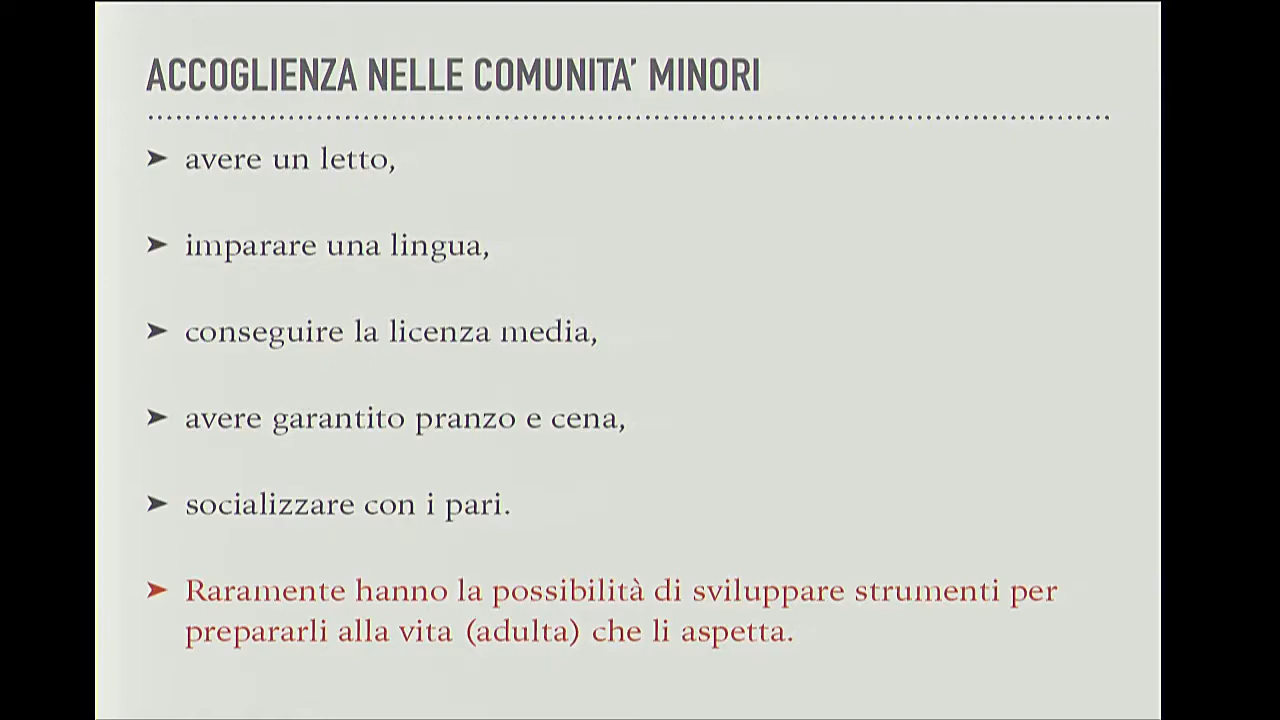 ACCOGLIENZA NELLE COMUNITA’ MINORI
➤ avere un letto,
➤ imparare una lingua,
➤ conseguire la licenza media,
➤ avere garantito pranzo e cena,
➤ socializzare con i pari.
➤ Raramente hanno la possibilità di sviluppare strumenti per
prepararli alla vita (adulta) che li aspetta.